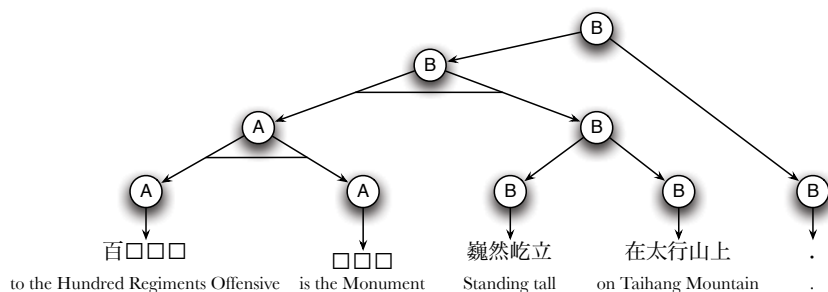 B
B
A B
A A B B B
百□□□ □□□ 巍然屹立 在太行山上 .
to the Hundred Regiments Offensive is the Monument Standing tall on Taihang Mountain .